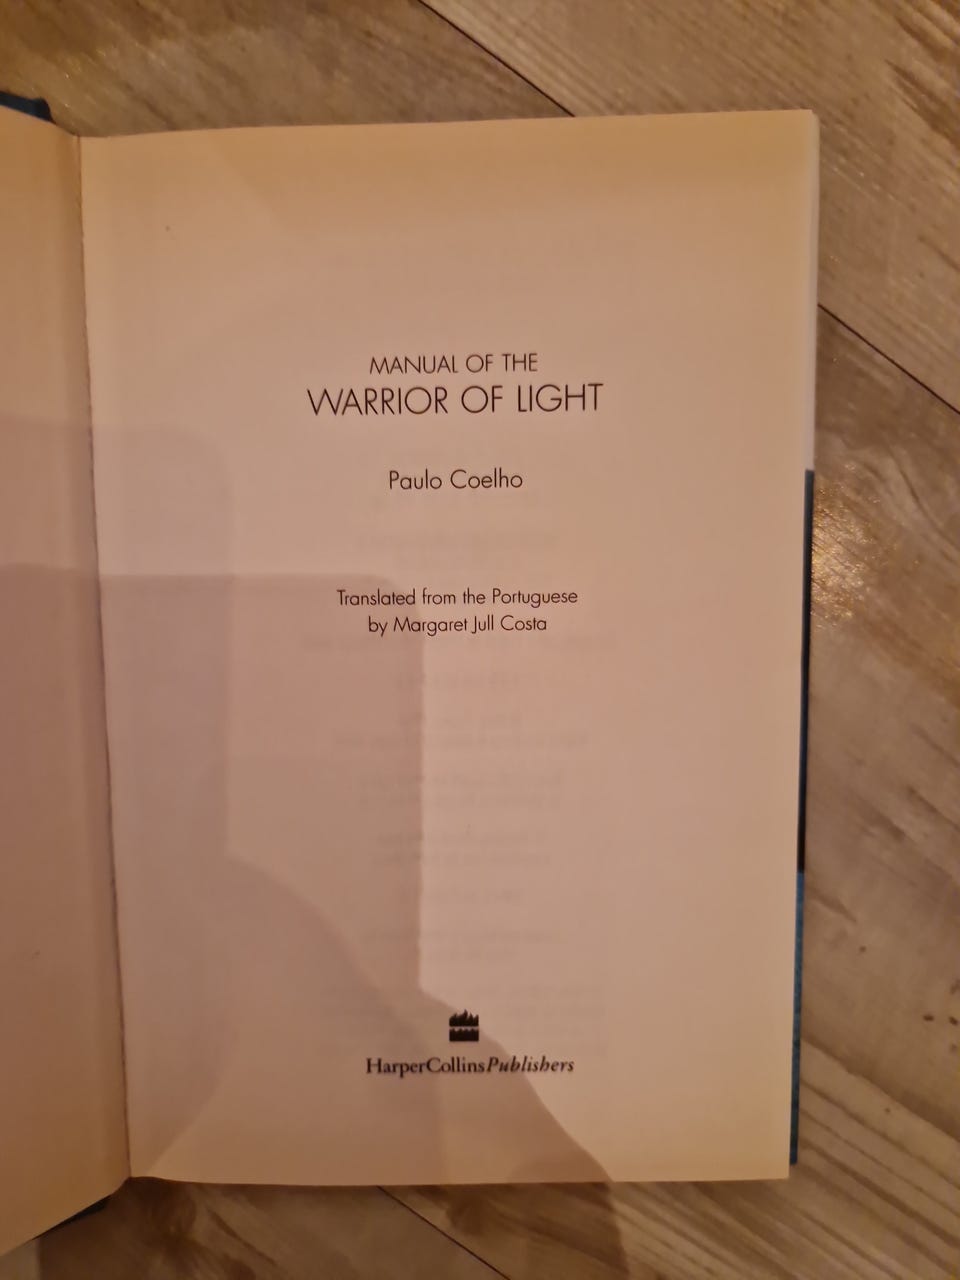 MANUAL OF THE
WARRIOR OF LIGHT
Paulo Coelho
Translated from the Portuguese
by Margaret Jull Costa
HarperCollinsPublishers